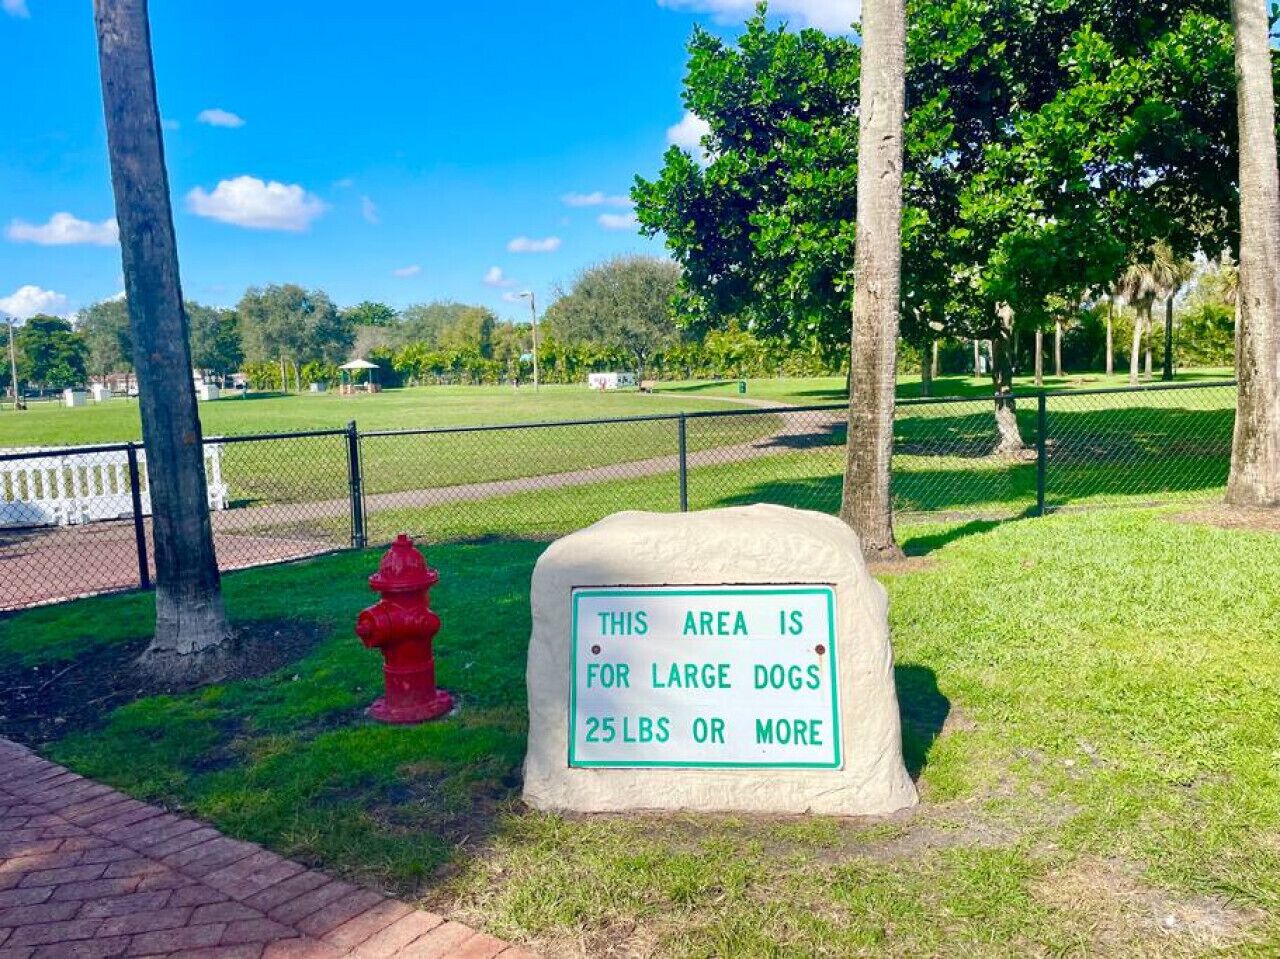 THIS AREA IS
FOR LARGE DOGS
25 LBS OR MORE